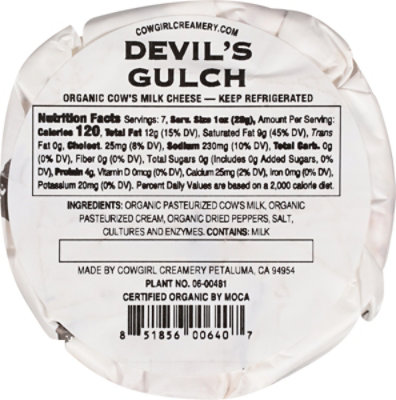 COWGIRLCREAMERY.COM
DEVIL'S
GULCH
ORGANIC COW'S MILK CHEESE — KEEP REFRIGERATED
Nutrition Facts Servings: 7, Serv. Size 1oz (28g), Amount Per Serving:
Calories 120, Total Fat 12g (15% DV), Saturated Fat 9g (45% DV), Trans
Fat 0g, Cholest. 25mg (8% DV), Sodium 230mg (10% DV), Total Carb. 0g
(0% DV), Fiber 0g (0% DV), Total Sugars 0g (Includes 0g Added Sugars, 0%
DV), Protein 4g, Vitamin D 0mcg (0% DV), Calcium 25mg (2% DV), Iron 0mg (0% DV),
Potassium 20mg (0% DV). Percent Daily Values are based on a 2,000 calorie diet.
INGREDIENTS: ORGANIC PASTEURIZED COWS MILK, ORGANIC
PASTEURIZED CREAM, ORGANIC DRIED PEPPERS, SALT,
CULTURES AND ENZYMES. CONTAINS: MILK
MADE BY COWGIRL CREAMERY PETALUMA, CA 94954
PLANT NO. 06-00481
CERTIFIED ORGANIC BY MOCA
8 51856 00640 7